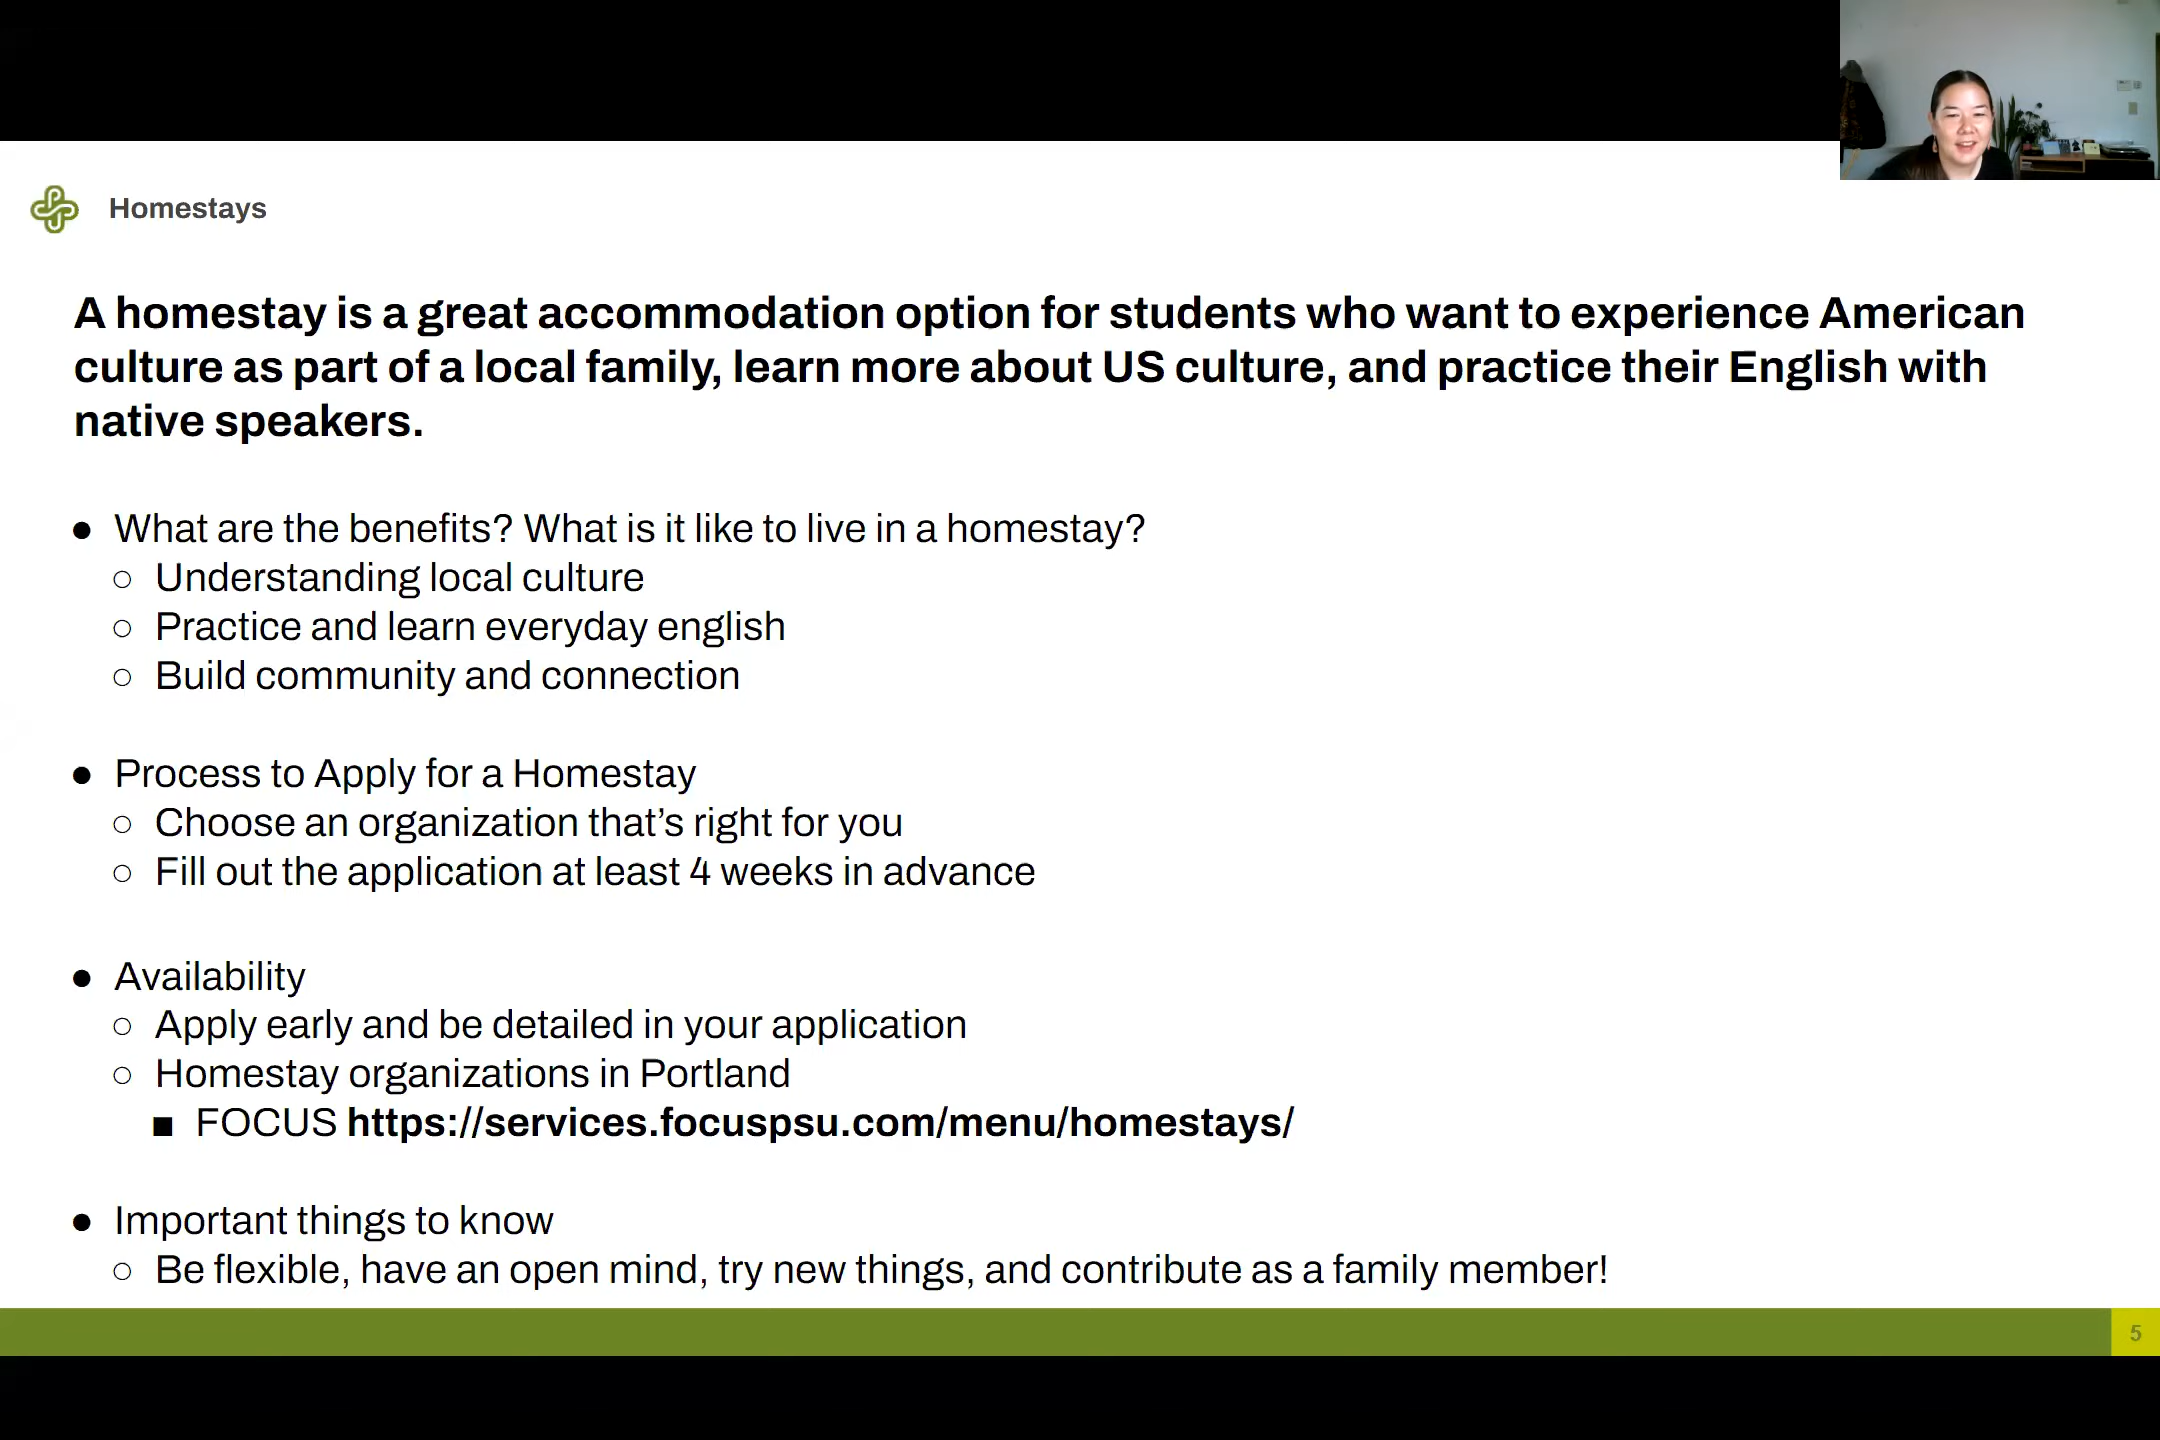 Homestays
A homestay is a great accommodation option for students who want to experience American
culture as part of a local family, learn more about US culture, and practice their English with
native speakers.
● What are the benefits? What is it like to live in a homestay?
○ Understanding local culture
○ Practice and learn everyday english
○ Build community and connection
● Process to Apply for a Homestay
○ Choose an organization that’s right for you
○ Fill out the application at least 4 weeks in advance
● Availability
○ Apply early and be detailed in your application
○ Homestay organizations in Portland
■ FOCUS https://services.focuspsu.com/menu/homestays/
● Important things to know
○ Be flexible, have an open mind, try new things, and contribute as a family member!
5